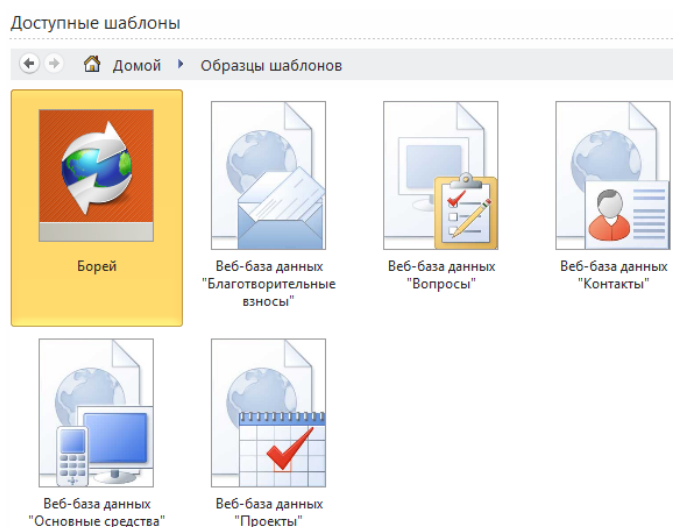 Доступные шаблоны
Домой
Образцы шаблонов
Борей
Веб-база данных
"Благотворительные
взносы"
Веб-база данных
"Вопросы"
Веб-база данных
"Контакты"
Веб-база данных
"Основные средства"
Веб-база данных
"Проекты"